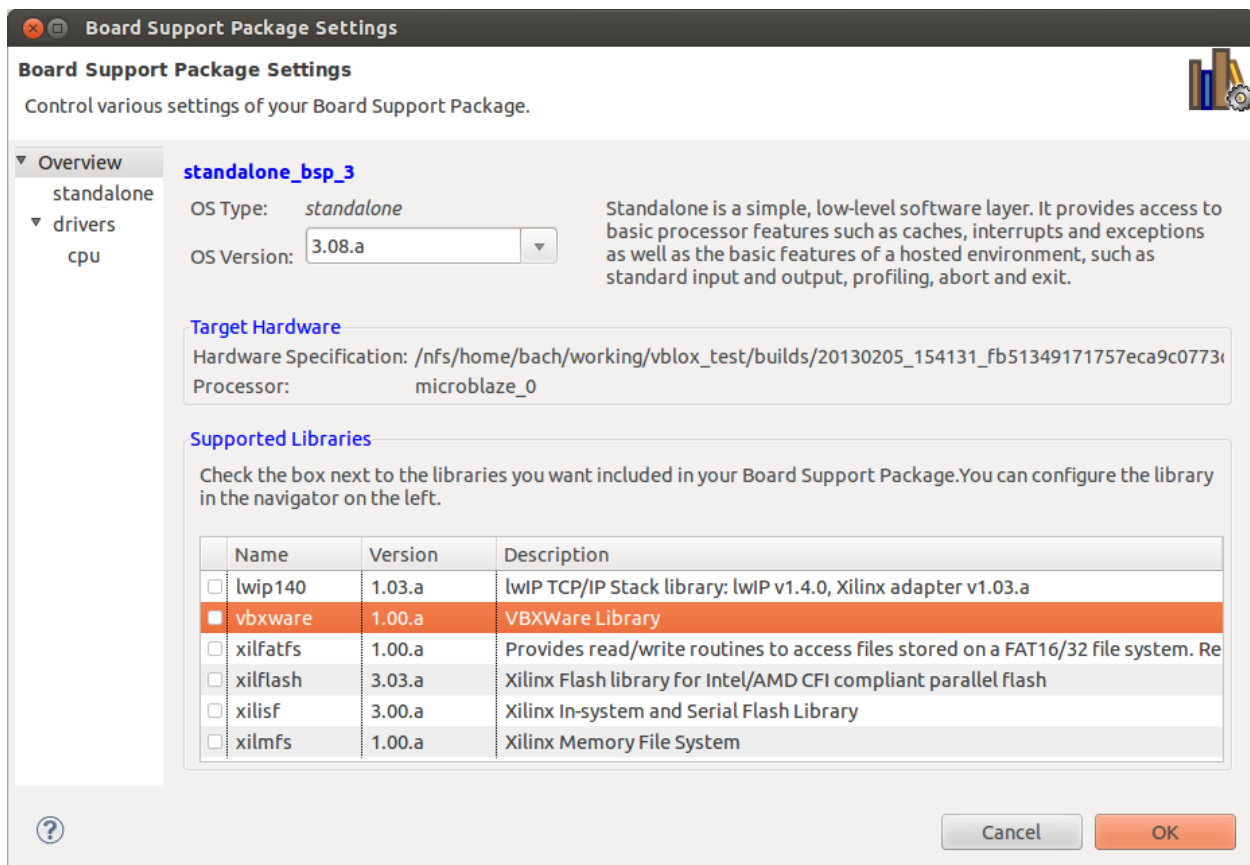 Board Support Package Settings
Board Support Package Settings
Control various settings of your Board Support Package.
Overview
standalone
drivers
cpu
standalone_bsp_3
OS Type: standalone
OS Version: 3.08.a
Standalone is a simple, low-level software layer. It provides access to
basic processor features such as caches, interrupts and exceptions
as well as the basic features of a hosted environment, such as
standard input and output, profiling, abort and exit.
Target Hardware
Hardware Specification: /nfs/home/bach/working/vblox_test/builds/20130205_154131_fb51349171757eca9c0773
Processor: microblaze_0
Supported Libraries
Check the box next to the libraries you want included in your Board Support Package.You can configure the library
in the navigator on the left.
Name Version Description
lwip140 1.03.a lwIP TCP/IP Stack library: lwIP v1.4.0, Xilinx adapter v1.03.a
vbxware 1.00.a VBXWare Library
xilfatfs 1.00.a Provides read/write routines to access files stored on a FAT16/32 file system. Re
xilflash 3.03.a Xilinx Flash library for Intel/AMD CFI compliant parallel flash
xilisf 3.00.a Xilinx In-system and Serial Flash Library
xilmfs 1.00.a Xilinx Memory File System
? Cancel OK